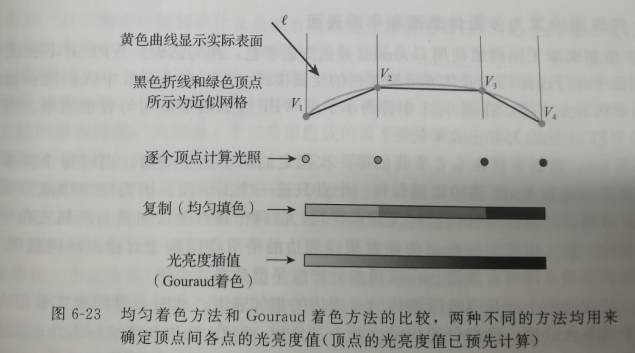 ℓ
黄色曲线显示实际表面
黑色折线和绿色顶点
所示为近似网格
V₁
V₂
V₃
V₄
逐个顶点计算光照
复制（均匀填色）
光亮度插值
（Gouraud着色）
图 6-23 均匀着色方法和 Gouraud 着色方法的比较，两种不同的方法均用来
确定顶点间各点的光亮度值(顶点的光亮度值已预先计算)